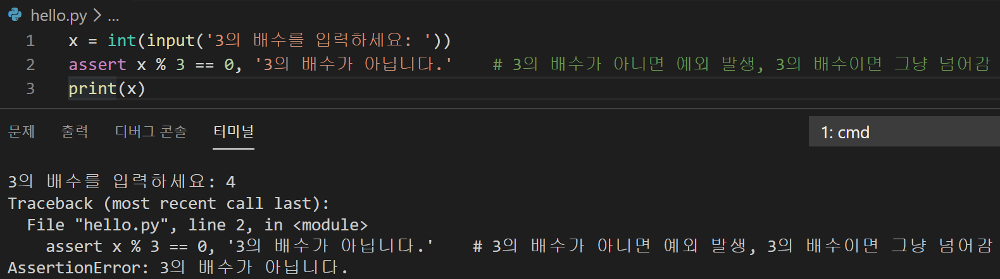 hello.py > ...
1 x = int(input('3의 배수를 입력하세요: '))
2 assert x % 3 == 0, '3의 배수가 아닙니다.'    # 3의 배수가 아니면 예외 발생, 3의 배수이면 그냥 넘어감
3 print(x)
문제 출력 디버그 콘솔 터미널 1: cmd
3의 배수를 입력하세요: 4
Traceback (most recent call last):
  File "hello.py", line 2, in <module>
    assert x % 3 == 0, '3의 배수가 아닙니다.'    # 3의 배수가 아니면 예외 발생, 3의 배수이면 그냥 넘어감
AssertionError: 3의 배수가 아닙니다.